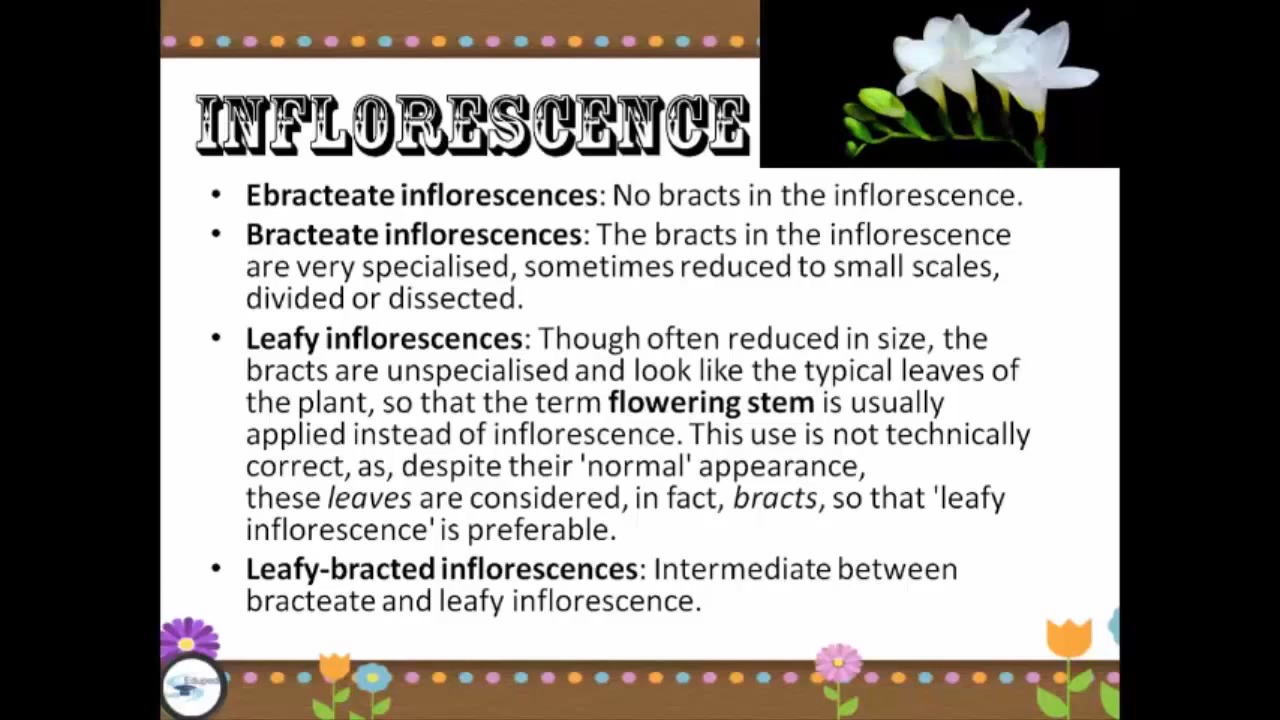 INFLORESCENCE
• Ebracteate inflorescences: No bracts in the inflorescence.
• Bracteate inflorescences: The bracts in the inflorescence
are very specialised, sometimes reduced to small scales,
divided or dissected.
• Leafy inflorescences: Though often reduced in size, the
bracts are unspecialised and look like the typical leaves of
the plant, so that the term flowering stem is usually
applied instead of inflorescence. This use is not technically
correct, as, despite their 'normal' appearance,
these leaves are considered, in fact, bracts, so that 'leafy
inflorescence' is preferable.
• Leafy-bracted inflorescences: Intermediate between
bracteate and leafy inflorescence.